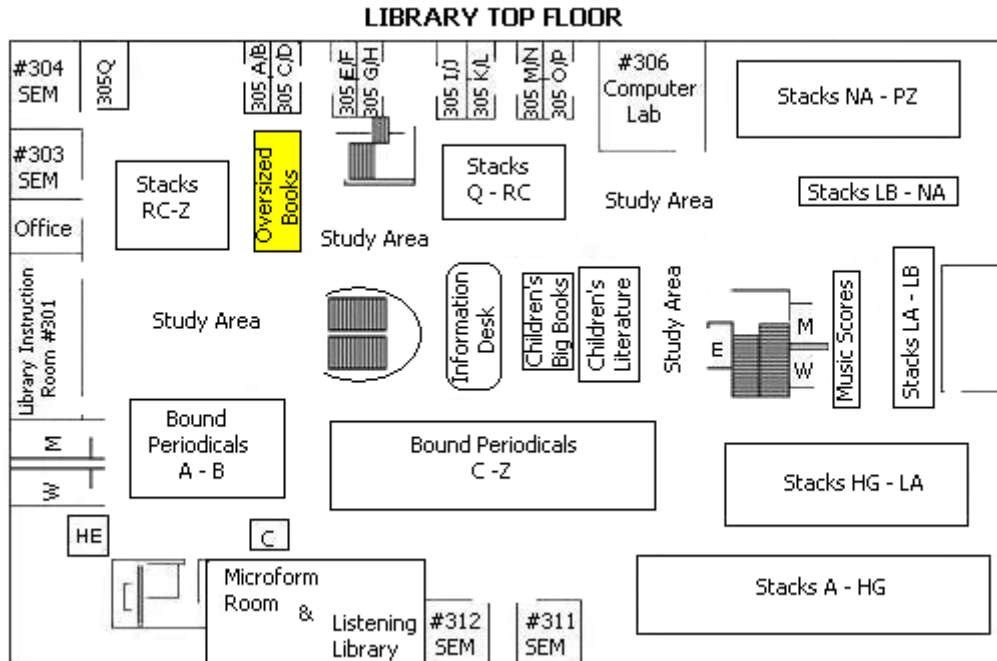 LIBRARY TOP FLOOR
#304
SEM
305Q
305 A/B
305 C/D
305 E/F
305 G/H
305 I/J
305 K/L
305 M/N
305 O/P
#306
Computer
Lab
Stacks NA - PZ
#303
SEM
Stacks
RC-Z
Oversized
Books
Stacks
Q - RC
Study Area
Stacks LB - NA
Office
Study Area
Library Instruction
Room #301
Study Area
Information
Desk
Children's
Big Books
Children's
Literature
Study Area
E
M
W
Music Scores
Stacks LA - LB
M
W
Bound
Periodicals
A - B
Bound Periodicals
C -Z
Stacks HG - LA
HE
C
Microform
Room
&
Listening
Library
#312
SEM
#311
SEM
Stacks A - HG